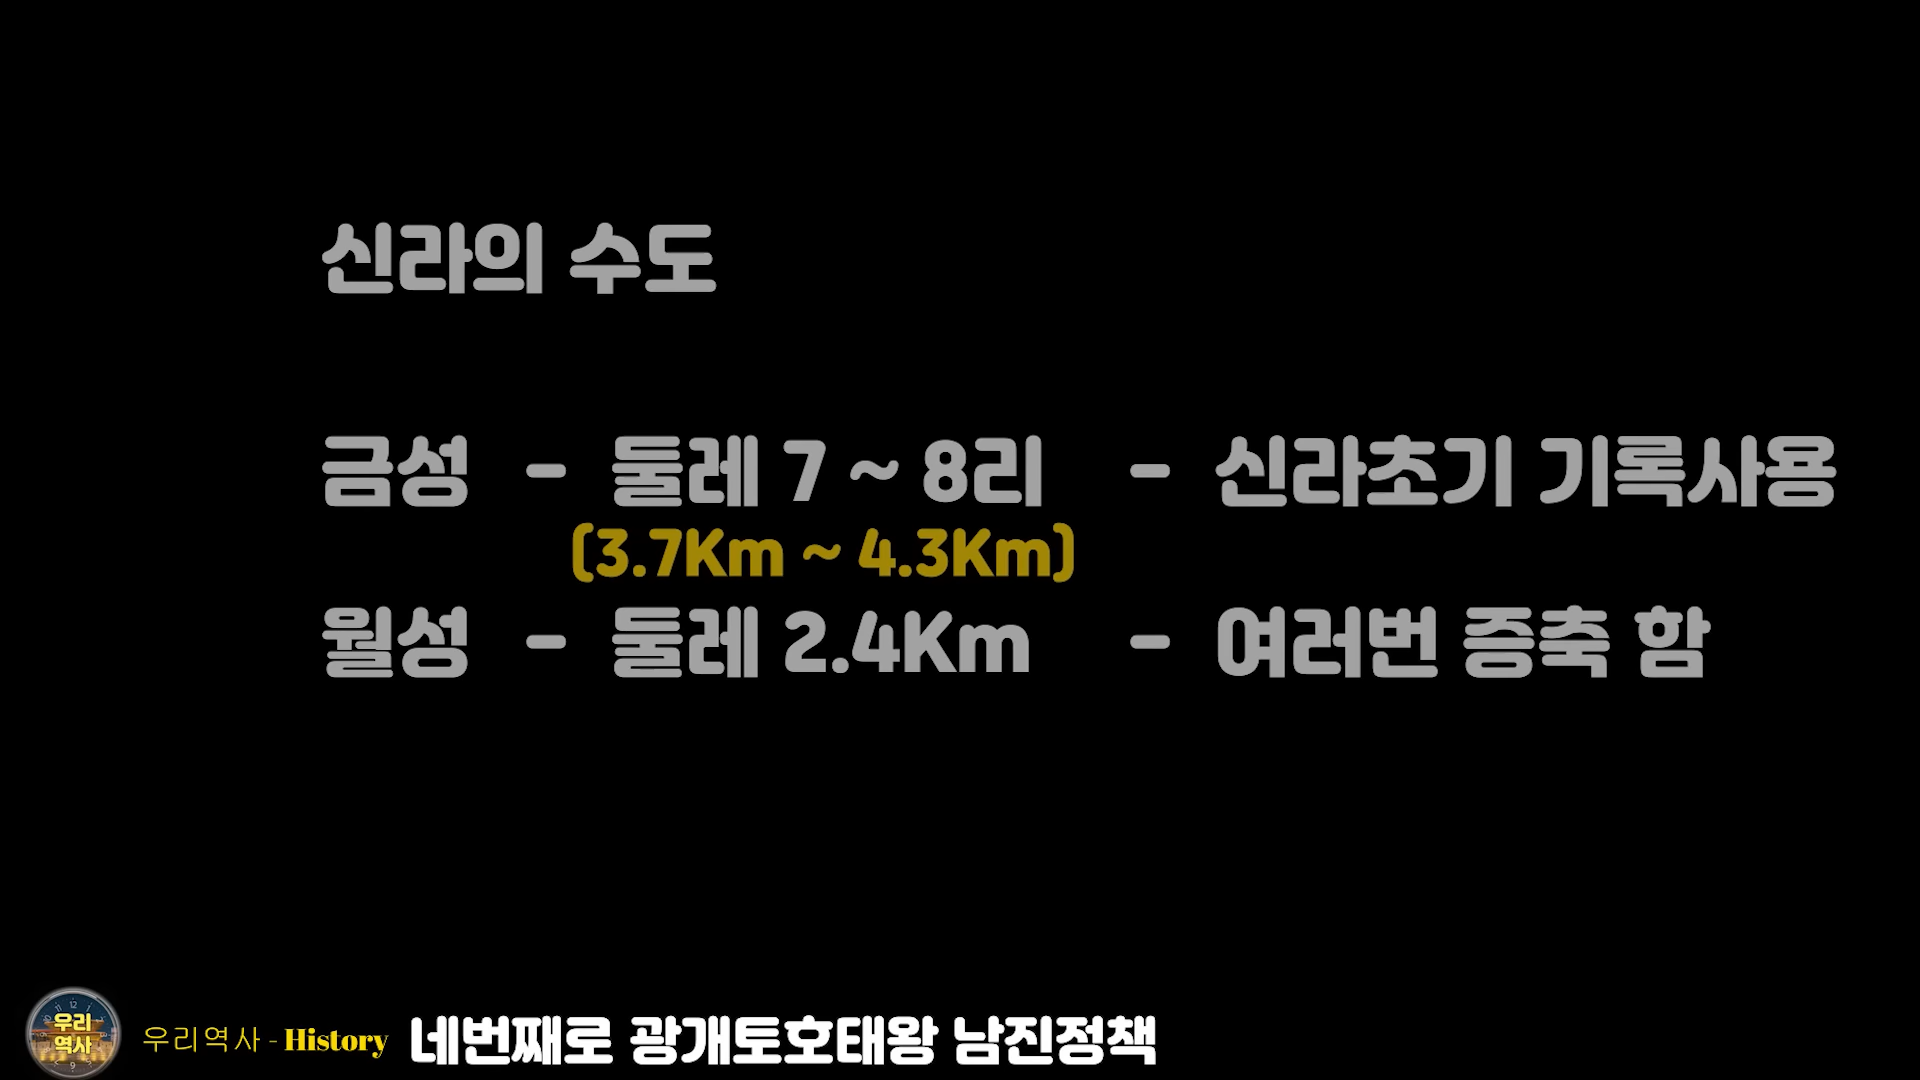 신라의 수도
금성 - 둘레 7 ~ 8리 - 신라초기 기록사용
(3.7Km ~ 4.3Km)
월성 - 둘레 2.4Km - 여러번 증축 함
우리
역사
우리역사 - History 네번째로 광개토호태왕 남진정책